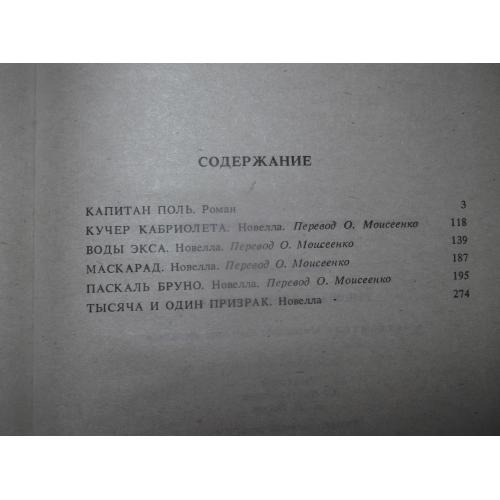 СОДЕРЖАНИЕ
КАПИТАН ПОЛЬ. Роман 3
КУЧЕР КАБРИОЛЕТА. Новелла. Перевод О. Моисеенко 118
ВОДЫ ЭКСА. Новелла. Перевод О. Моисеенко 139
МАСКАРАД. Новелла. Перевод О. Моисеенко 187
ПАСКАЛЬ БРУНО. Новелла. Перевод О. Моисеенко 195
ТЫСЯЧА И ОДИН ПРИЗРАК. Новелла 274